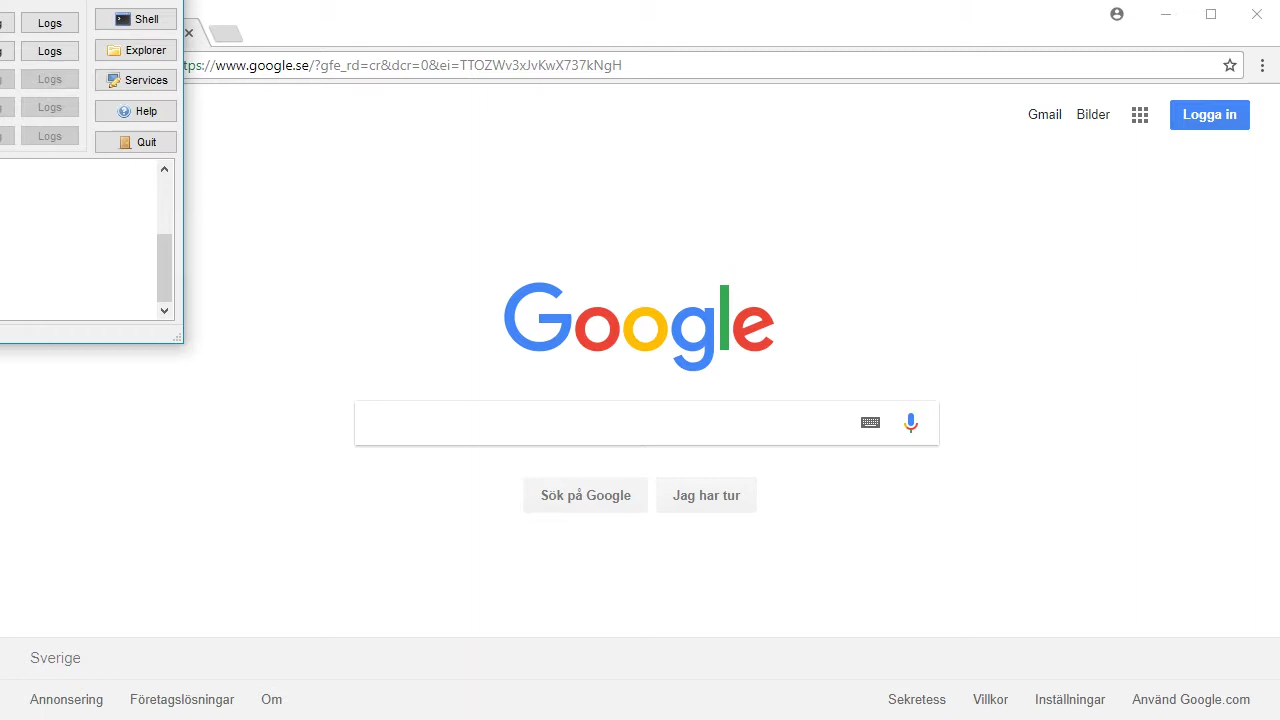 Logs
Shell
Logs
Explorer
Logs
Services
Logs
Help
Logs
Quit
tps://www.google.se/?gfe_rd=cr&dcr=0&ei=TTOZWv3xJvKwX737kNgH
Gmail Bilder Logga in
Google
Sök på Google Jag har tur
Sverige
Annonsering Företagslösningar Om Sekretess Villkor Inställningar Använd Google.com